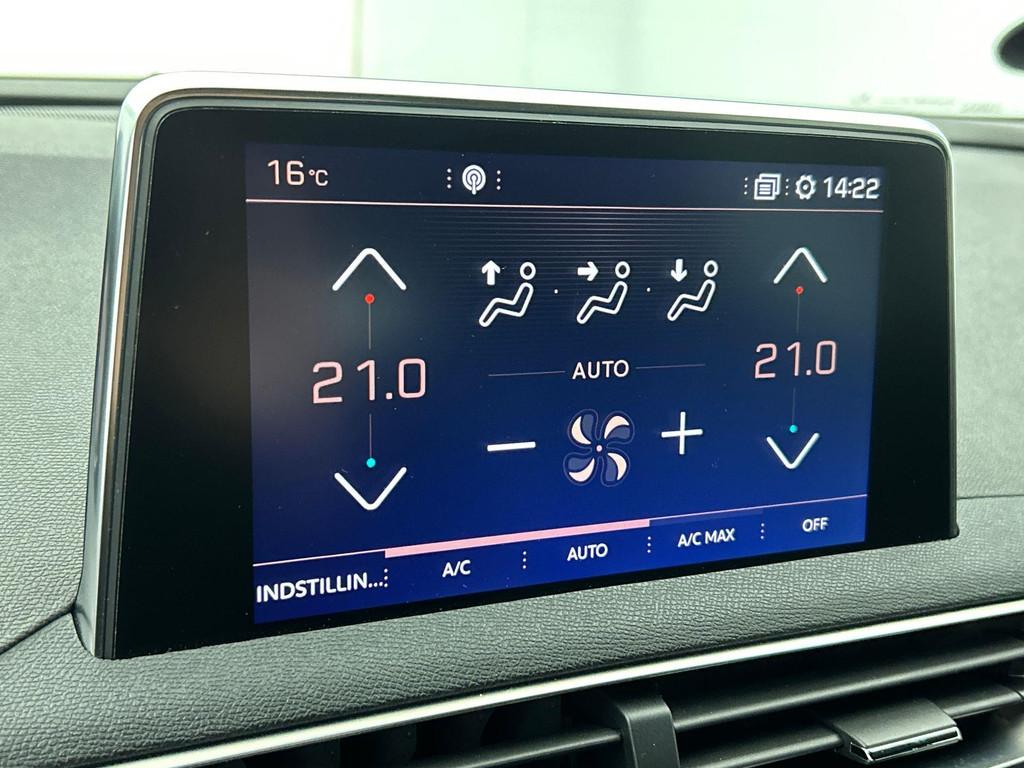 16°C 14:22
21.0 21.0
AUTO
INDSTILLIN... A/C AUTO A/C MAX OFF